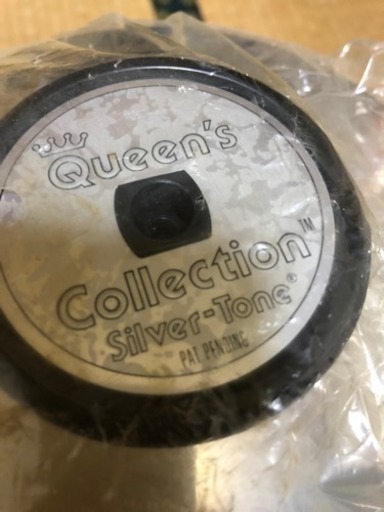 Queen's
Collection™
Silver-Tone®
PAT PENDING